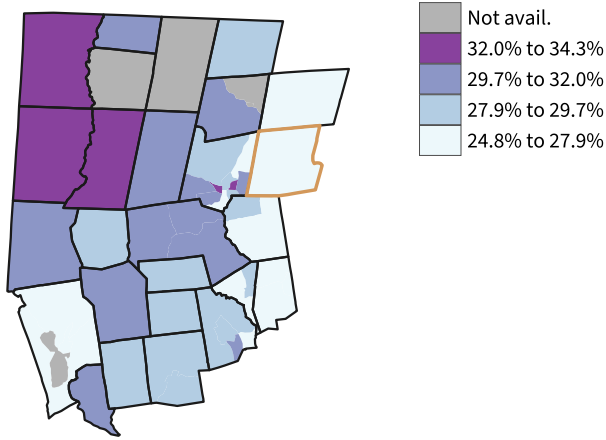 Not avail.
32.0% to 34.3%
29.7% to 32.0%
27.9% to 29.7%
24.8% to 27.9%